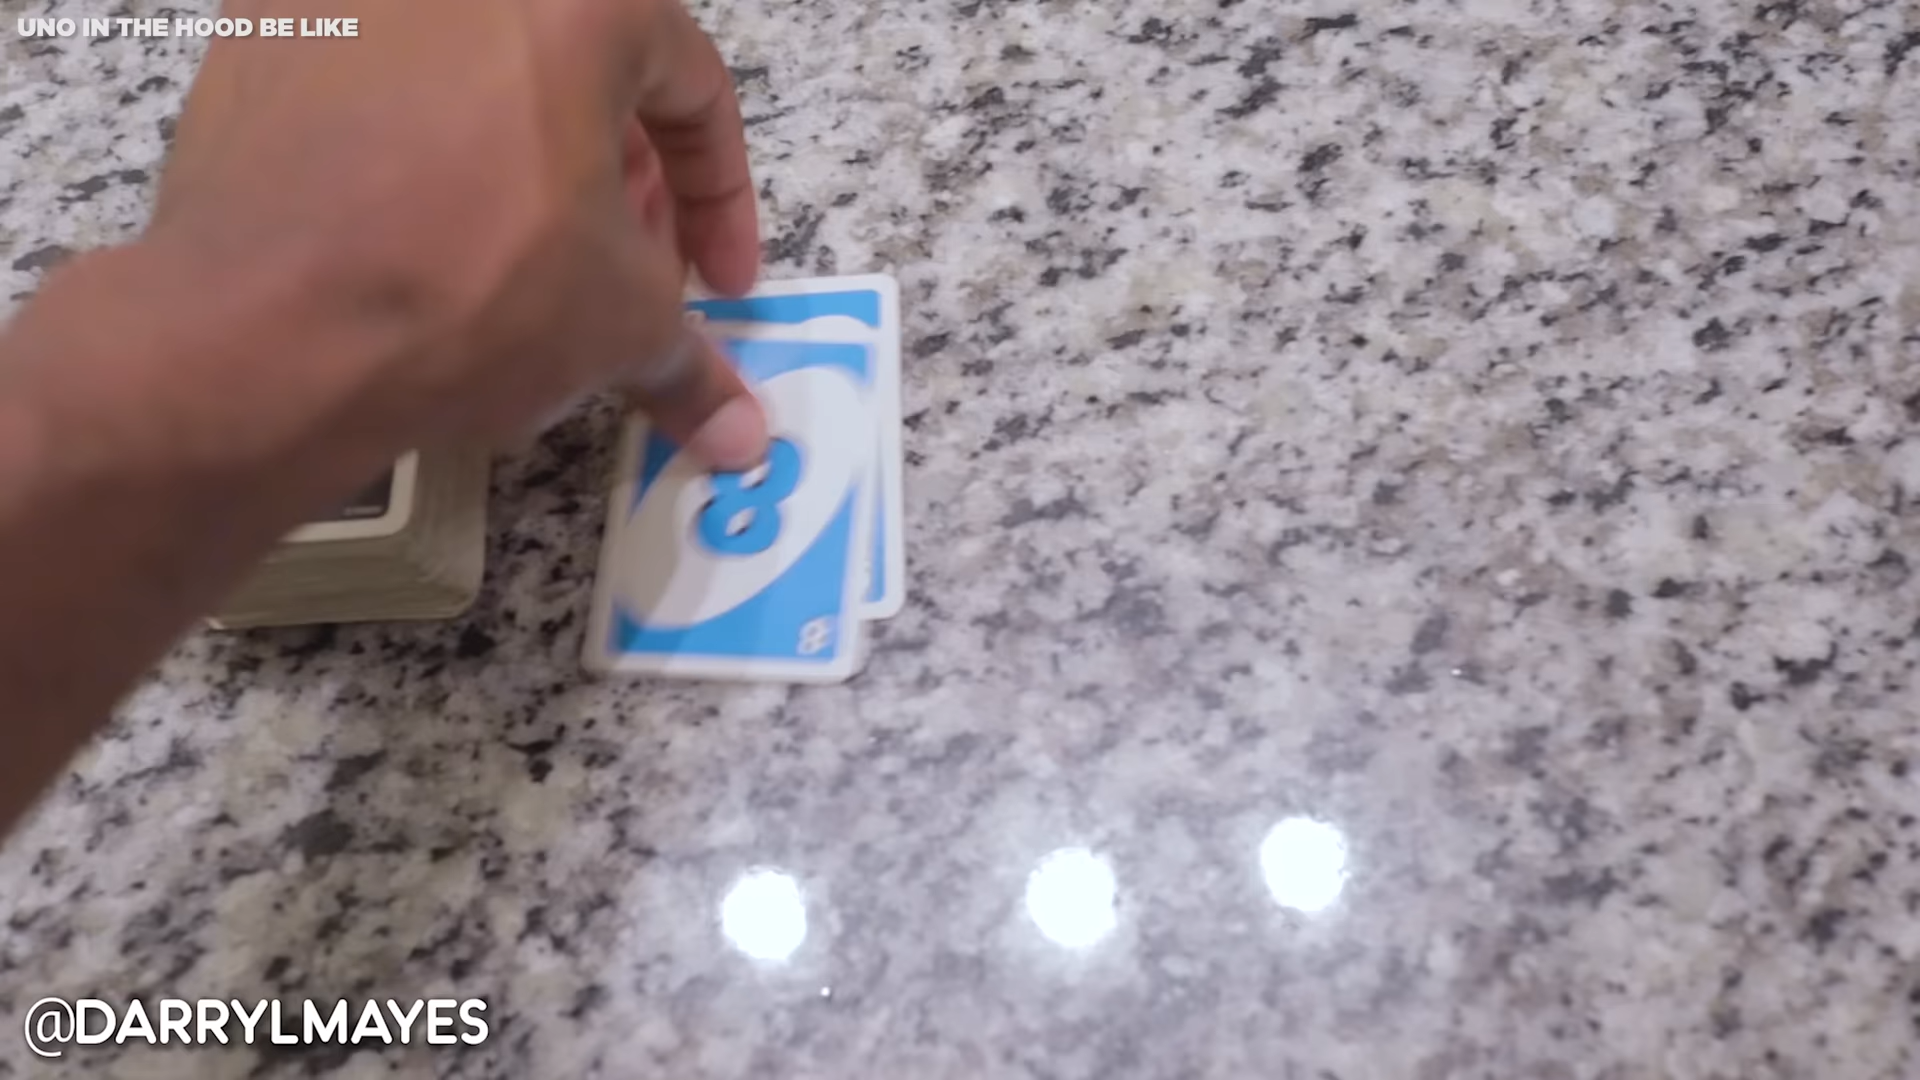 UNO IN THE HOOD BE LIKE
8
8
@DARRYLMAYES